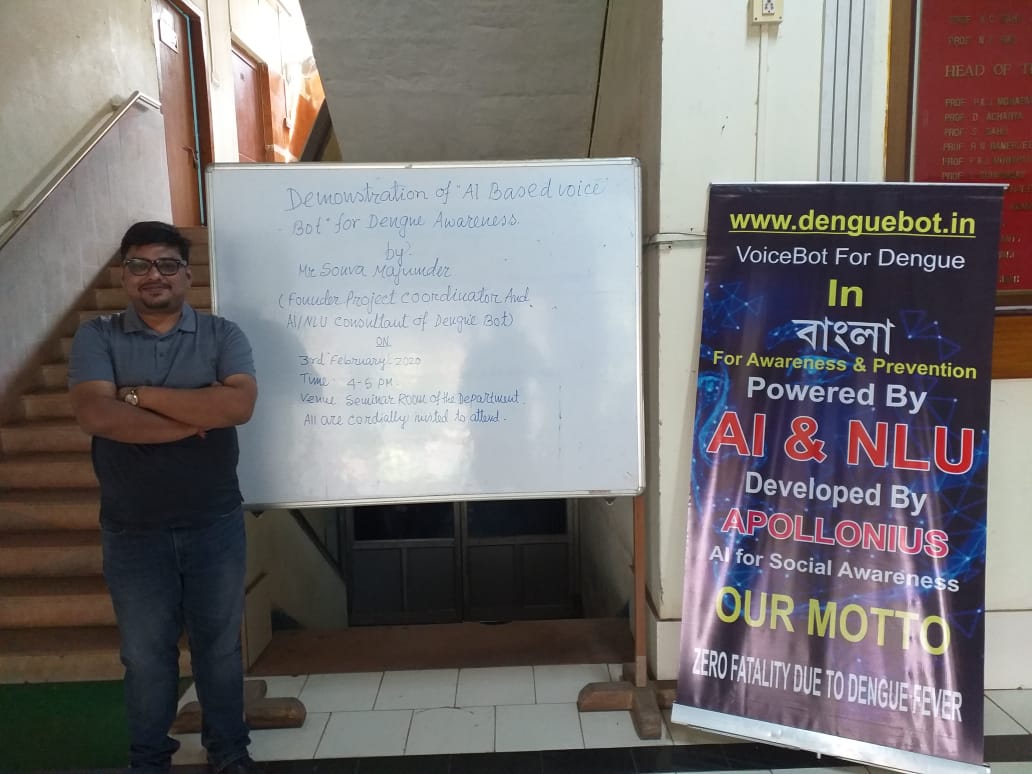 Demonstration of "AI Based voice
Bot" for Dengue Awareness
by:
Mr Souva Majumder
(Founder Project coordinator And
AI/NLU consultant of Dengue Bot)
ON
3rd February 2020
Time: 4-5 PM.
Venue Seminar Room of the Department.
All are cordially to attend.
www.denguebot.in
VoiceBot For Dengue
In
বাংলা
For Awareness & Prevention
Powered By
AI & NLU
Developed By
APOLLONIUS
AI for Social Awareness
OUR MOTTO
ZERO FATALITY DUE TO DENGUE FEVER
HEAD OF
PROF. D. ACHARYA